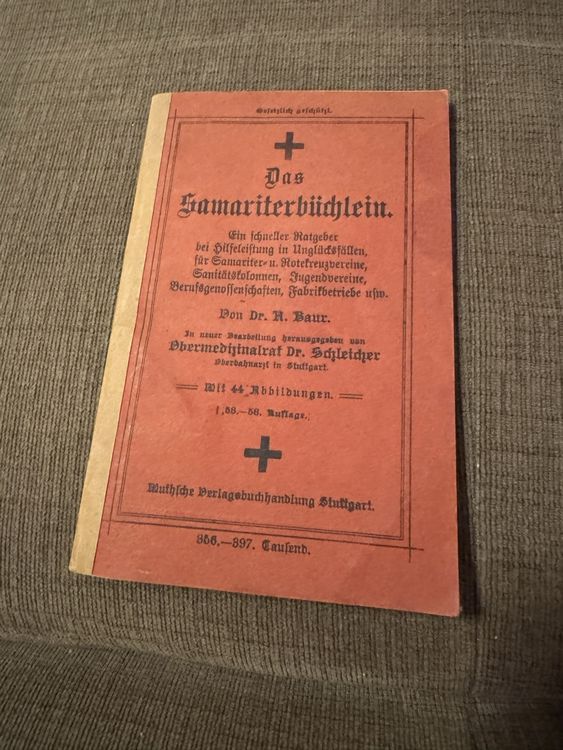 Gesetzlich geschützt.
Das
Samariterbüchlein.
Ein schneller Ratgeber
bei Hilfeleistung in Unglücksfällen,
für Samariter- u. Rotekreuzvereine,
Sanitätskolonnen, Jugendvereine,
Berufsgenossenschaften, Fabrikbetriebe usw.
Von Dr. A. Baur.
In neuer Bearbeitung herausgegeben von
Obermedizinalrat Dr. Schleicher
Oberbahnarzt in Stuttgart.
Mit 44 Abbildungen.
Auflage.
Muthsche Verlagsbuchhandlung Stuttgart.
356.—397. Tausend.